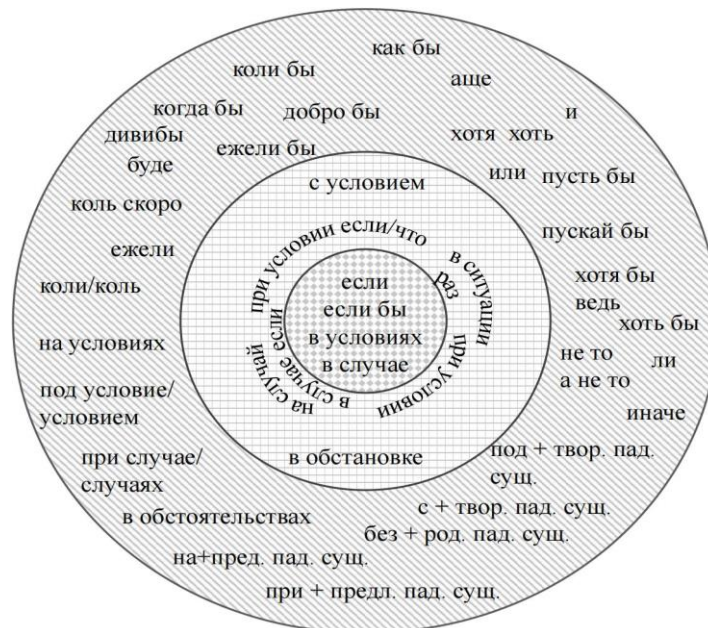 как бы
коли бы
аще
когда бы
добро бы
и
дивибы
хотя хоть
ежели бы
буде
или
пусть бы
с условием
коль скоро
при условии если/что
в ситуации
пускай бы
ежели
раз
хотя бы
если
коли/коль
ведь
если бы
хоть бы
в условиях
на условиях
не то
ли
в случае
а не то
на случай
в случае если
при условии
под условие/
условием
иначе
при случае/
случаях
в обстановке
под + твор. пад.
сущ.
в обстоятельствах
с + твор. пад. сущ.
без + род. пад. сущ.
на+пред. пад. сущ.
при + предл. пад. сущ.